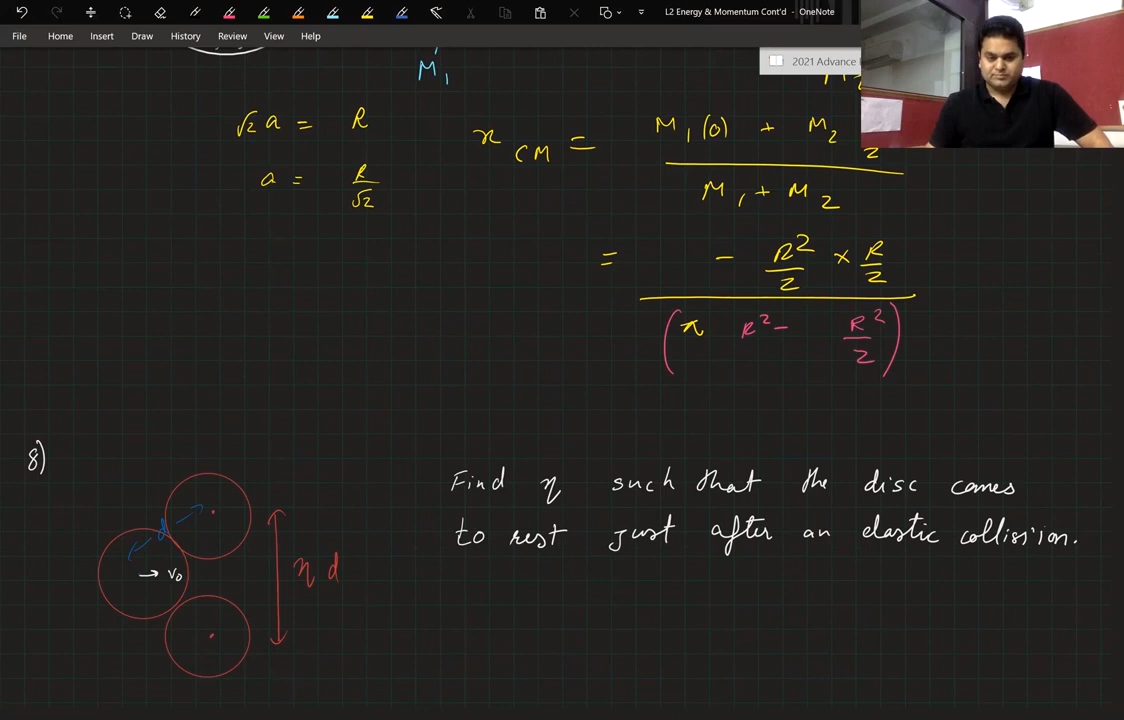 L2 Energy & Momentum Cont'd - OneNote
File Home Insert Draw History Review View Help
2021 Advance
M₁
√2 a = R
a = R/√2
x CM = M₁(0) + M₂
2
M₁ + M₂
= - R²/2 × R/2
(π R² - R²/2)
8)
Find η such that the disc comes
to rest just after an elastic collision.
d
→ v₀
η d